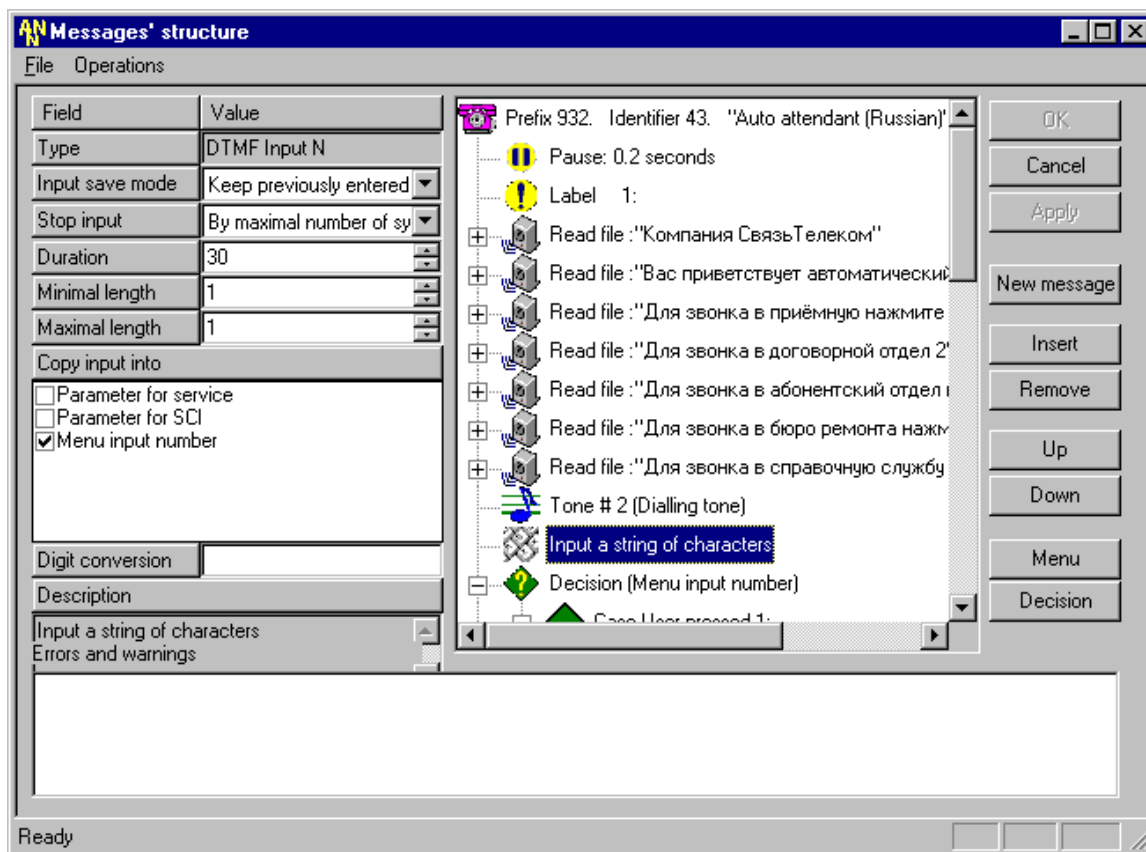 Messages' structure
File Operations
Field Value
Type DTMF Input N
Input save mode Keep previously entered
Stop input By maximal number of sy
Duration 30
Minimal length 1
Maximal length 1
Copy input into
Parameter for service
Parameter for SCI
Menu input number
Digit conversion
Description
Input a string of characters
Errors and warnings
Prefix 932. Identifier 43. "Auto attendant (Russian)"
Pause: 0.2 seconds
Label 1:
Read file :"Компания СвязьТелеком"
Read file :"Вас приветствует автоматический
Read file :"Для звонка в приёмную нажмите
Read file :"Для звонка в договорной отдел 2"
Read file :"Для звонка в абонентский отдел
Read file :"Для звонка в бюро ремонта
Read file :"Для звонка в справочную службу
Tone # 2 (Dialling tone)
Input a string of characters
Decision (Menu input number)
Case User pressed 1:
OK
Cancel
Apply
New message
Insert
Remove
Up
Down
Menu
Decision
Ready